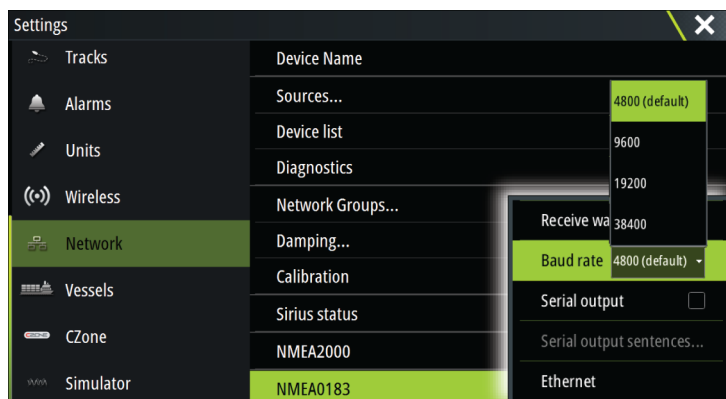 Settings
Tracks
Alarms
Units
Wireless
Network
Vessels
CZONE CZone
Simulator
Device Name
Sources...
Device list
Diagnostics
Network Groups...
Damping...
Calibration
Sirius status
NMEA2000
NMEA0183
4800 (default)
9600
19200
38400
Receive wa
Baud rate 4800 (default)
Serial output
Serial output sentences...
Ethernet